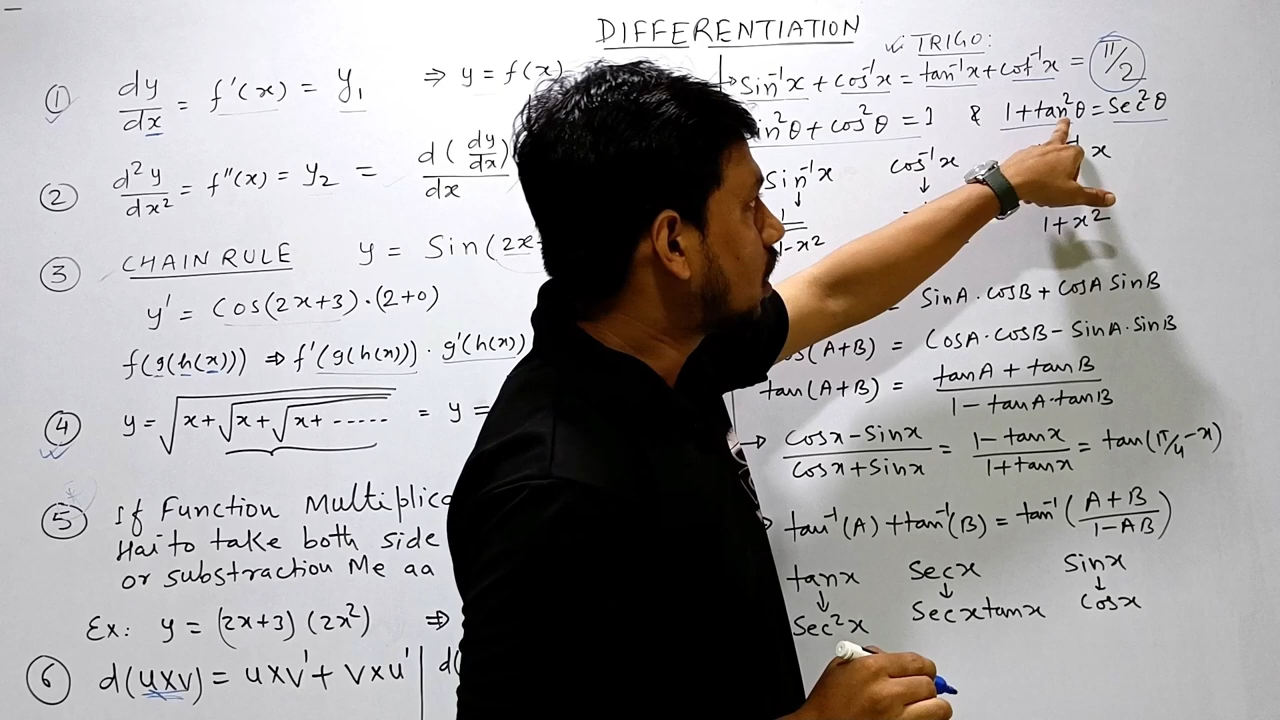 DIFFERENTIATION
① dy/dx = f'(x) = y₁ ⇒ y = f(x)
② d²y/dx² = f''(x) = y₂ = d(dy/dx)/dx
③ CHAIN RULE y = Sin(2x
y' = Cos(2x+3)·(2+0)
f(g(h(x))) ⇒ f'(g(h(x))) · g'(h(x))
④ y = √(x+√(x+√(x+ ..... = y =
⑤ If Function
Hai to take both side
or substraction Me aa
Ex: y = (2x+3) (2x²) ⇒
⑥ d(u×v) = u×v' + v×u' | d(
TRIGO:
sin⁻¹x + cos⁻¹x = tan⁻¹x + cot⁻¹x = π/2
sin²θ + cos²θ = 1 & 1+tan²θ = Sec²θ
sin⁻¹x cos⁻¹x x
↓ ↓
1 1+x²
1-x²
= SinA·cosB + cosA SinB
cos(A+B) = cosA·cosB - SinA·SinB
tan(A+B) = (tanA + tanB)/(1 - tanA·tanB)
→ (cosx - Sinx)/(cosx + Sinx) = (1 - tanx)/(1 + tanx) = tan(π/4 - x)
tan⁻¹(A) + tan⁻¹(B) = tan⁻¹((A+B)/(1-AB))
tanx Secx Sinx
↓ ↓ ↓
Sec²x Secxtanx Cosx